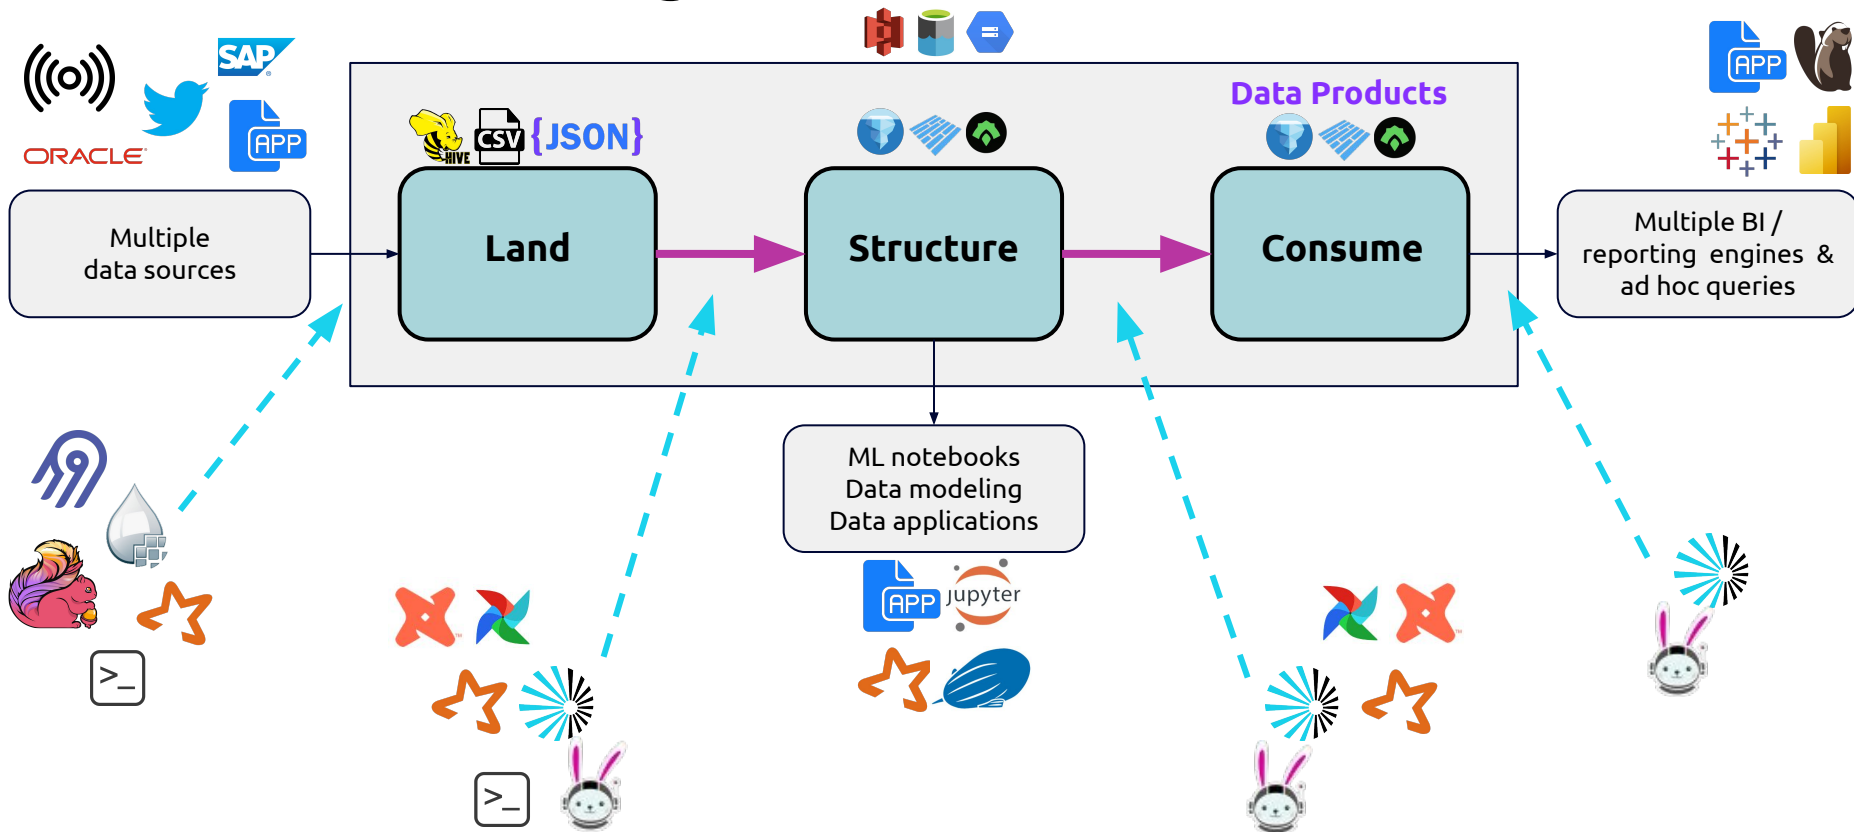 SAP
APP
ORACLE
Multiple
data sources
HIVE
CSV
{JSON}
Land
Structure
Data Products
Consume
APP
Multiple BI /
reporting engines &
ad hoc queries
ML notebooks
Data modeling
Data applications
APP
jupyter
>_
>_